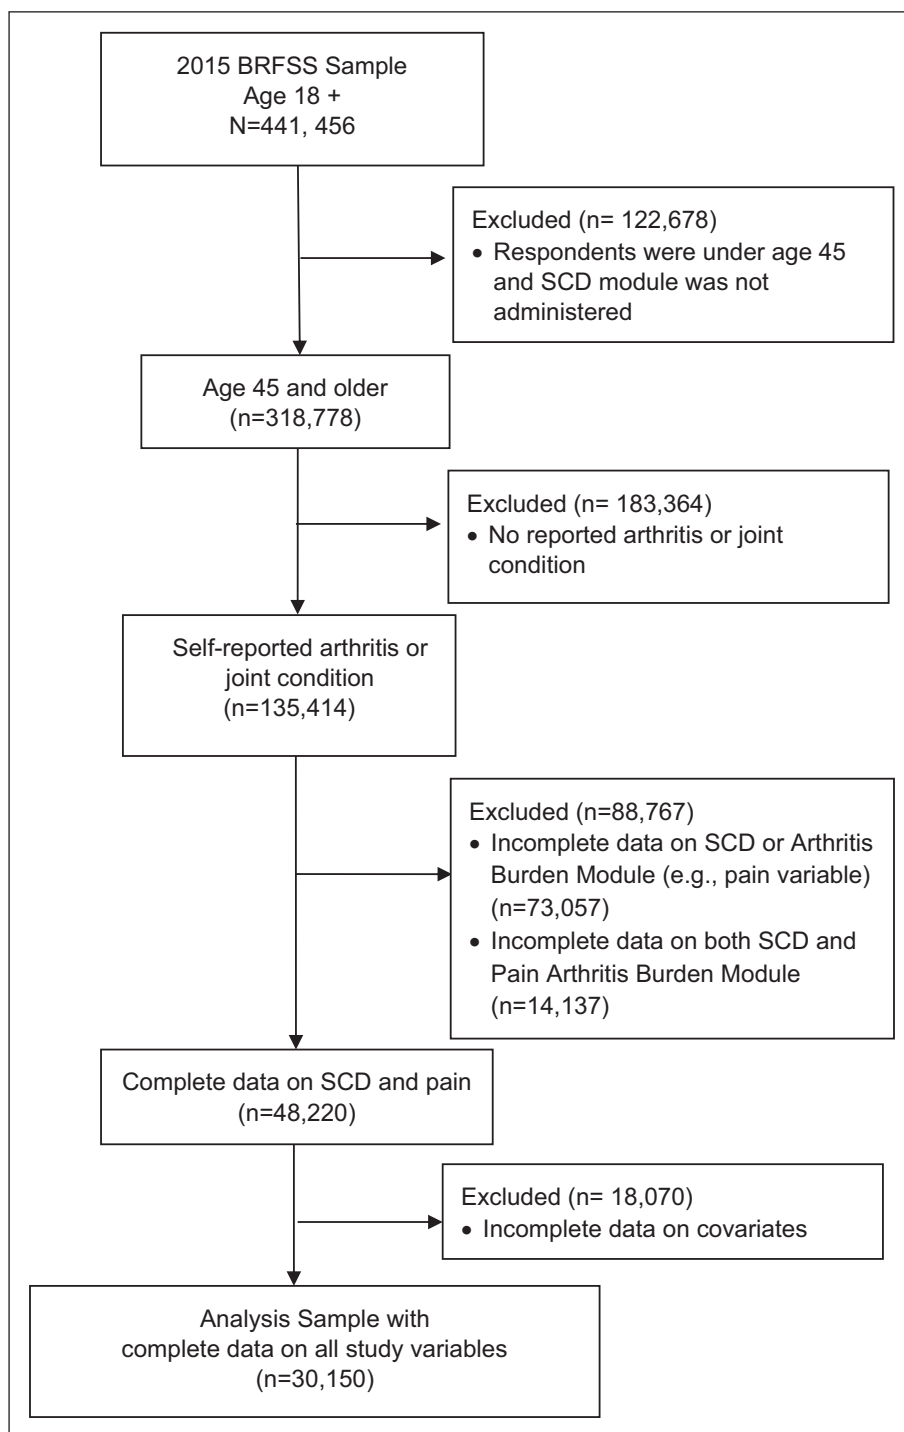 2015 BRFSS Sample
Age 18 +
N=441, 456
Excluded (n= 122,678)
• Respondents were under age 45
and SCD module was not
administered
Age 45 and older
(n=318,778)
Excluded (n= 183,364)
• No reported arthritis or joint
condition
Self-reported arthritis or
joint condition
(n=135,414)
Excluded (n=88,767)
• Incomplete data on SCD or Arthritis
Burden Module (e.g., pain variable)
(n=73,057)
• Incomplete data on both SCD and
Pain Arthritis Burden Module
(n=14,137)
Complete data on SCD and pain
(n=48,220)
Excluded (n= 18,070)
• Incomplete data on covariates
Analysis Sample with
complete data on all study variables
(n=30,150)